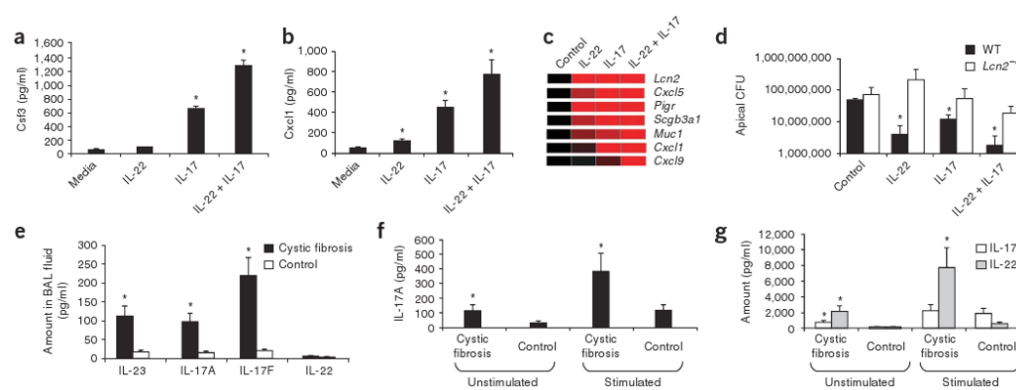 a
1,600
1,400
1,200
1,000
800
600
400
200
0
Csf3 (pg/ml)
*
*
Media
IL-22
IL-17
IL-22 + IL-17
b
1,000
800
600
400
200
0
Cxcl1 (pg/ml)
*
*
*
Media
IL-22
IL-17
IL-22 + IL-17
c
Control
IL-22
IL-17
IL-22 + IL-17
Lcn2
Cxcl5
Pigr
Scgb3a1
Muc1
Cxcl1
Cxcl9
d
1,000,000,000
100,000,000
10,000,000
1,000,000
Apical CFU
WT
*
*
*
Control
IL-22
IL-17
IL-22 + IL-17
e
300
250
200
150
100
50
0
Amount in BAL fluid
(pg/ml)
Cystic fibrosis
Control
*
*
*
IL-23
IL-17A
IL-17F
IL-22
f
600
500
400
300
200
100
0
IL-17A (pg/ml)
*
*
Cystic
fibrosis
Control
Cystic
fibrosis
Control
Unstimulated
Stimulated
g
12,000
10,000
8,000
6,000
4,000
2,000
0
Amount (pg/ml)
IL-17
IL-22
*
*
*
Cystic
fibrosis
Control
Cystic
fibrosis
Control
Unstimulated
Stimulated